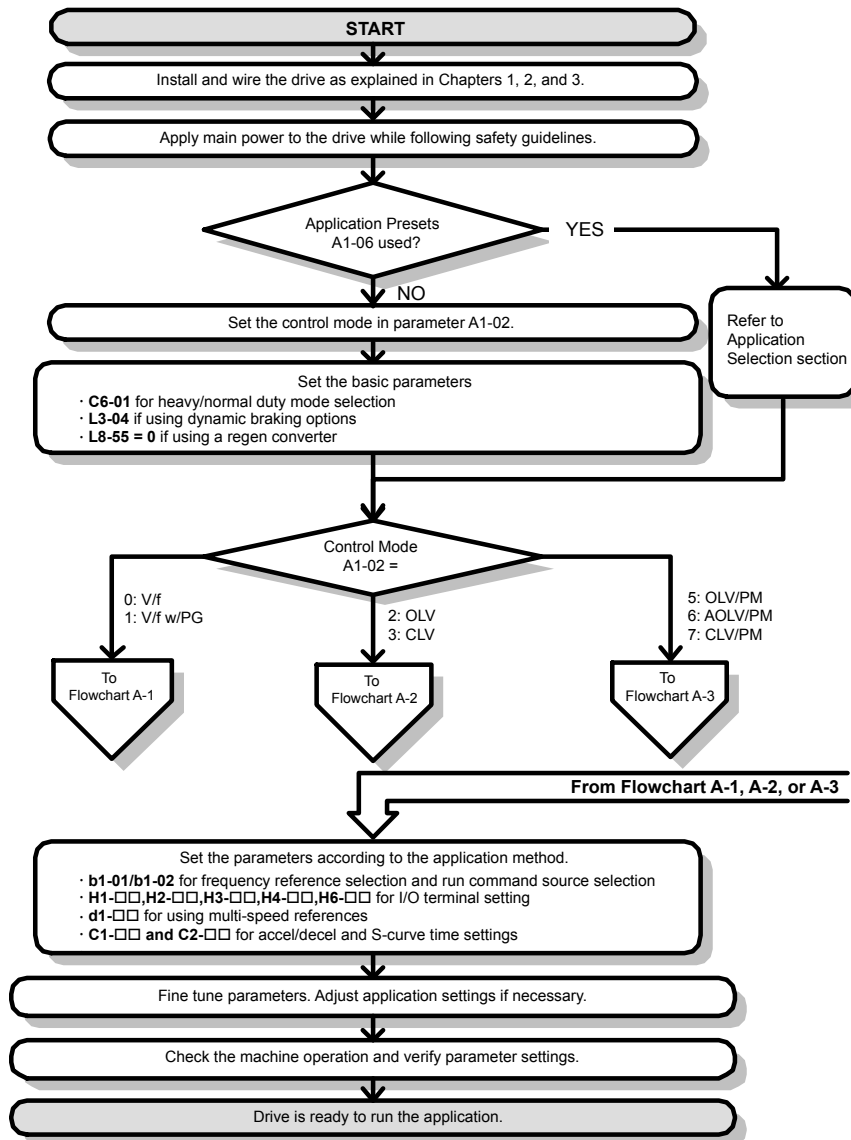 START
Install and wire the drive as explained in Chapters 1, 2, and 3.
Apply main power to the drive while following safety guidelines.
Application Presets
A1-06 used?
YES
NO
Set the control mode in parameter A1-02.
Refer to
Application
Selection section
Set the basic parameters
· C6-01 for heavy/normal duty mode selection
· L3-04 if using dynamic braking options
· L8-55 = 0 if using a regen converter
Control Mode
A1-02 =
0: V/f
1: V/f w/PG
2: OLV
3: CLV
5: OLV/PM
6: AOLV/PM
7: CLV/PM
To
Flowchart A-1
To
Flowchart A-2
To
Flowchart A-3
From Flowchart A-1, A-2, or A-3
Set the parameters according to the application method.
· b1-01/b1-02 for frequency reference selection and run command source selection
· H1-□□,H2-□□,H3-□□,H4-□□,H6-□□ for I/O terminal setting
· d1-□□ for using multi-speed references
· C1-□□ and C2-□□ for accel/decel and S-curve time settings
Fine tune parameters. Adjust application settings if necessary.
Check the machine operation and verify parameter settings.
Drive is ready to run the application.